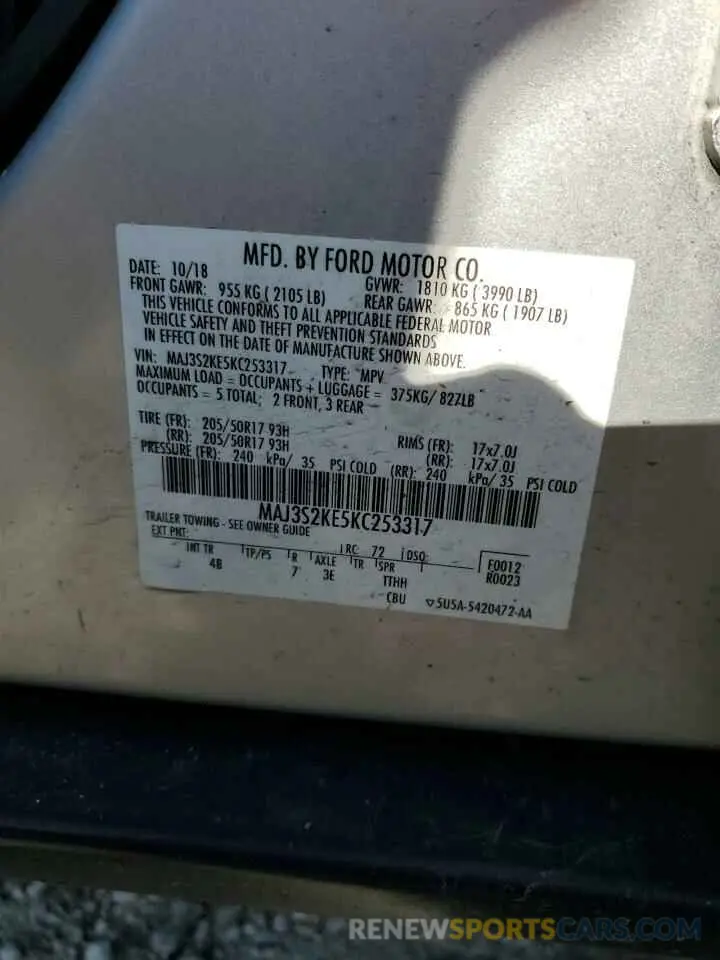 MFD. BY FORD MOTOR CO.
DATE: 10/18 GVWR: 1810 KG ( 3990 LB)
FRONT GAWR: 955 KG ( 2105 LB) REAR GAWR: 865 KG ( 1907 LB)
THIS VEHICLE CONFORMS TO ALL APPLICABLE FEDERAL MOTOR
VEHICLE SAFETY AND THEFT PREVENTION STANDARDS
IN EFFECT ON THE DATE OF MANUFACTURE SHOWN ABOVE.
VIN: MAJ3S2KE5KC253317 TYPE: MPV
MAXIMUM LOAD = OCCUPANTS + LUGGAGE = 375KG/ 827LB
OCCUPANTS = 5 TOTAL; 2 FRONT, 3 REAR
TIRE (FR): 205/50R17 93H RIMS (FR): 17x7.0J
(RR): 205/50R17 93H (RR): 17x7.0J
PRESSURE (FR): 240 kPa/ 35 PSI COLD (RR): 240 kPa/ 35 PSI COLD
MAJ3S2KE5KC253317
TRAILER TOWING - SEE OWNER GUIDE
EXT PNT: RC 72 DSO:
INT TR TP/PS R AXLE TR SPR F0012
4B 7 3E TTHH R0023
CBU 5U5A-5420472-AA
RENEWSPORTSCARS.COM